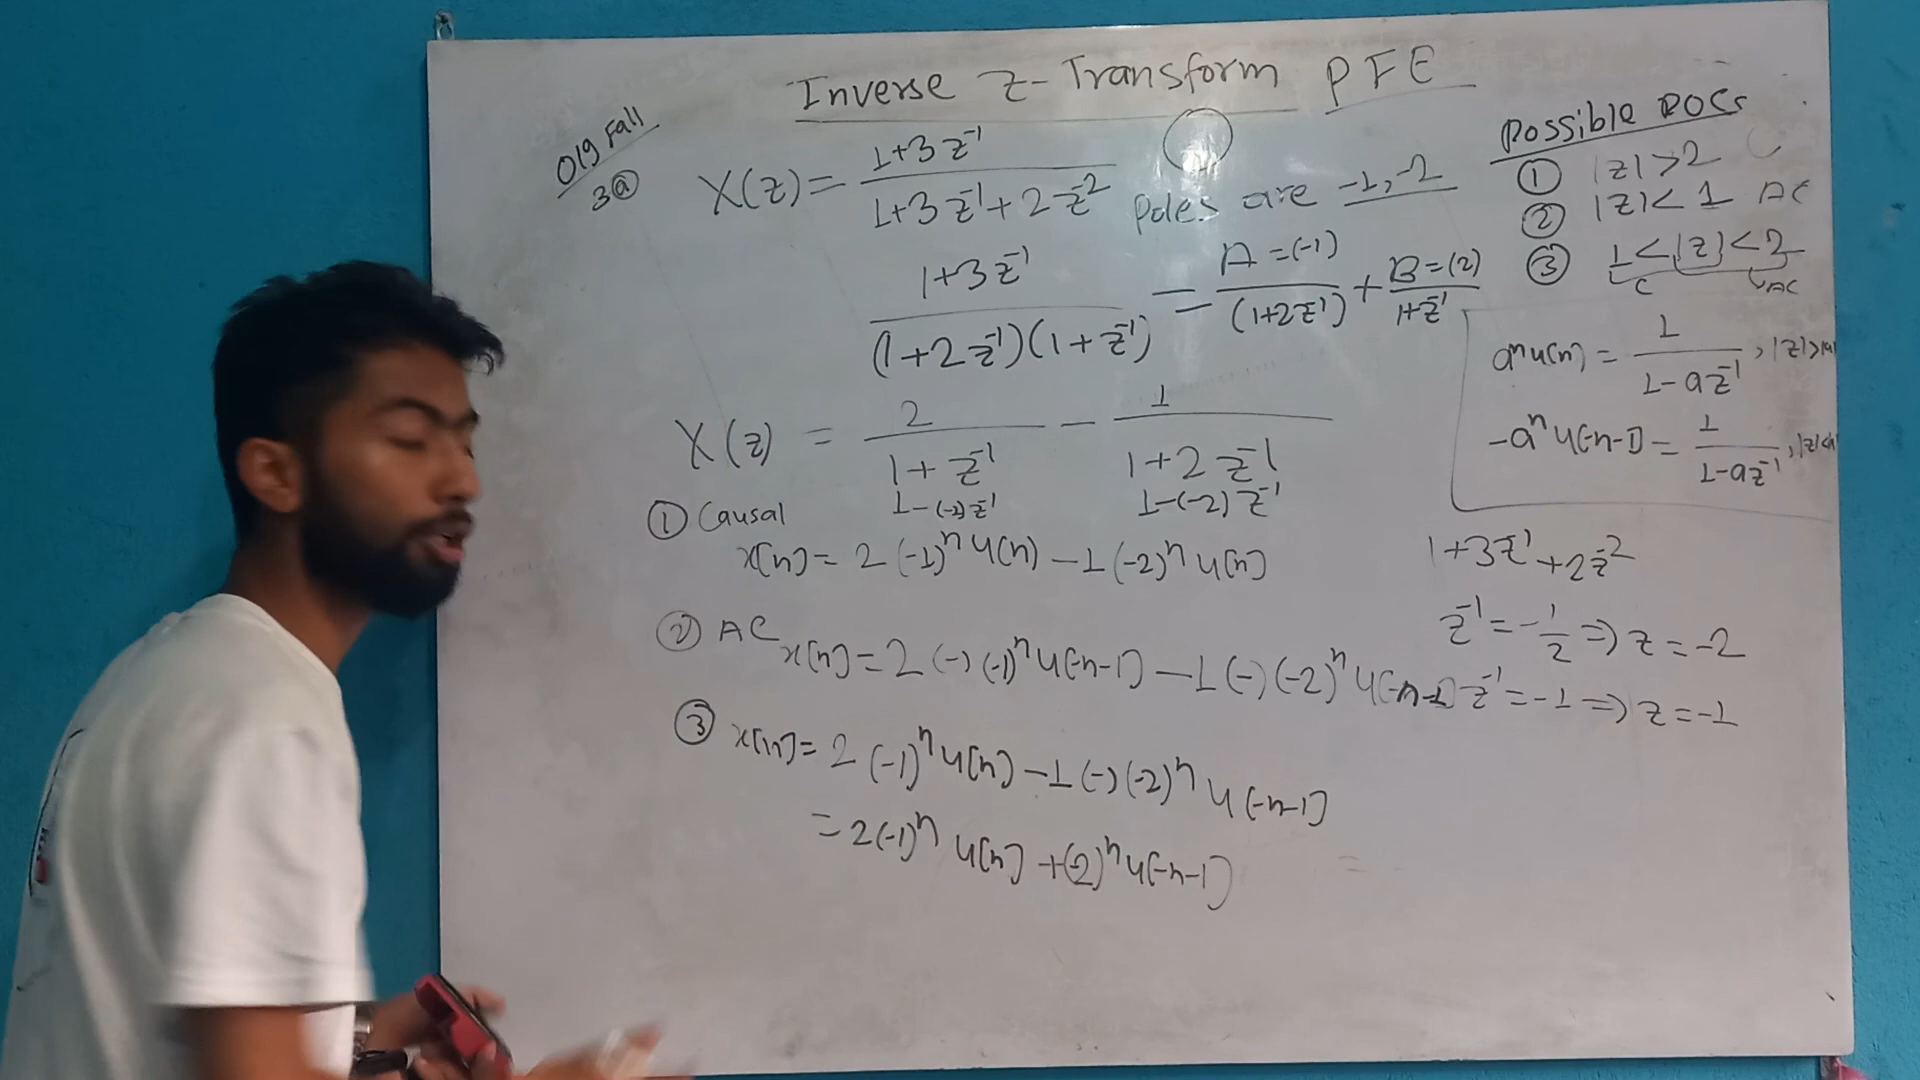 Inverse Z-Transform PFE
019 Fall
3ⓐ
X(z) = (1+3z⁻¹)/(1+3z⁻¹+2z⁻²) Poles are -1, -2
(1+3z⁻¹)/((1+2z⁻¹)(1+z⁻¹)) = A=(-1)/(1+2z⁻¹) + B=(2)/(1+z⁻¹)
X(z) = 2/(1+z⁻¹) - 1/(1+2z⁻¹)
1-(-2)z⁻¹
① Causal
x[n] = 2(-1)ⁿu(n) - 1(-2)ⁿu[n]
② AC x[n] = 2(-)(-1)ⁿu[-n-1] - 1(-)(-2)ⁿu[-n-1]
③ x[n] = 2(-1)ⁿu[n] - 1(-)(-2)ⁿu[-n-1]
= 2(-1)ⁿu[n] + (-2)ⁿu[-n-1]
Possible ROCs
① |z|>2
② |z|<1 AC
③ 1<|z|<2
C AC
aⁿu(n) = 1/(1-az⁻¹), |z|>|a|
-aⁿu[-n-1] = 1/(1-az⁻¹), |z|<|a|
1+3z⁻¹+2z⁻²
z⁻¹ = -1/2 ⇒ z = -2
z⁻¹ = -1 ⇒ z = -1